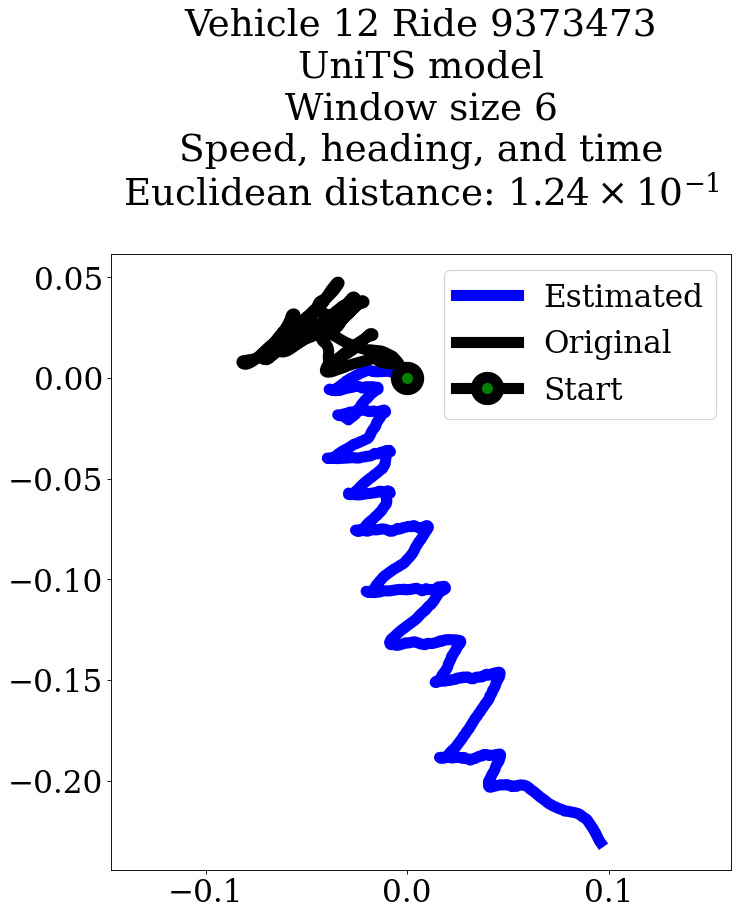 Vehicle 12 Ride 9373473
UniTS model
Window size 6
Speed, heading, and time
Euclidean distance: 1.24 × 10⁻¹
Estimated
Original
Start
0.05
0.00
−0.05
−0.10
−0.15
−0.20
−0.1
0.0
0.1